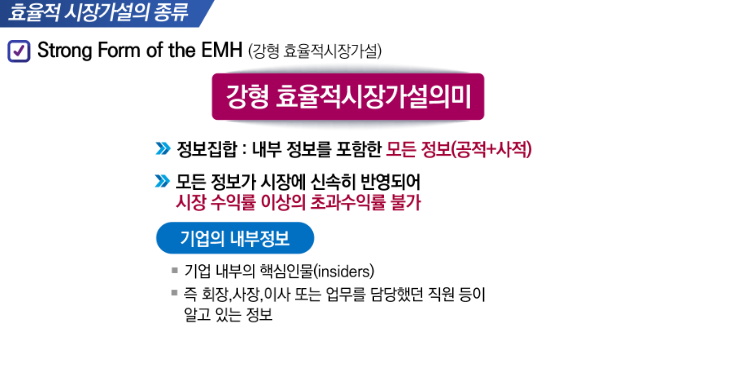 효율적 시장가설의 종류
Strong Form of the EMH (강형 효율적시장가설)
강형 효율적시장가설의미
정보집합 : 내부 정보를 포함한 모든 정보(공적+사적)
모든 정보가 시장에 신속히 반영되어
시장 수익률 이상의 초과수익률 불가
기업의 내부정보
기업 내부의 핵심인물(insiders)
즉 회장,사장,이사 또는 업무를 담당했던 직원 등이
알고 있는 정보